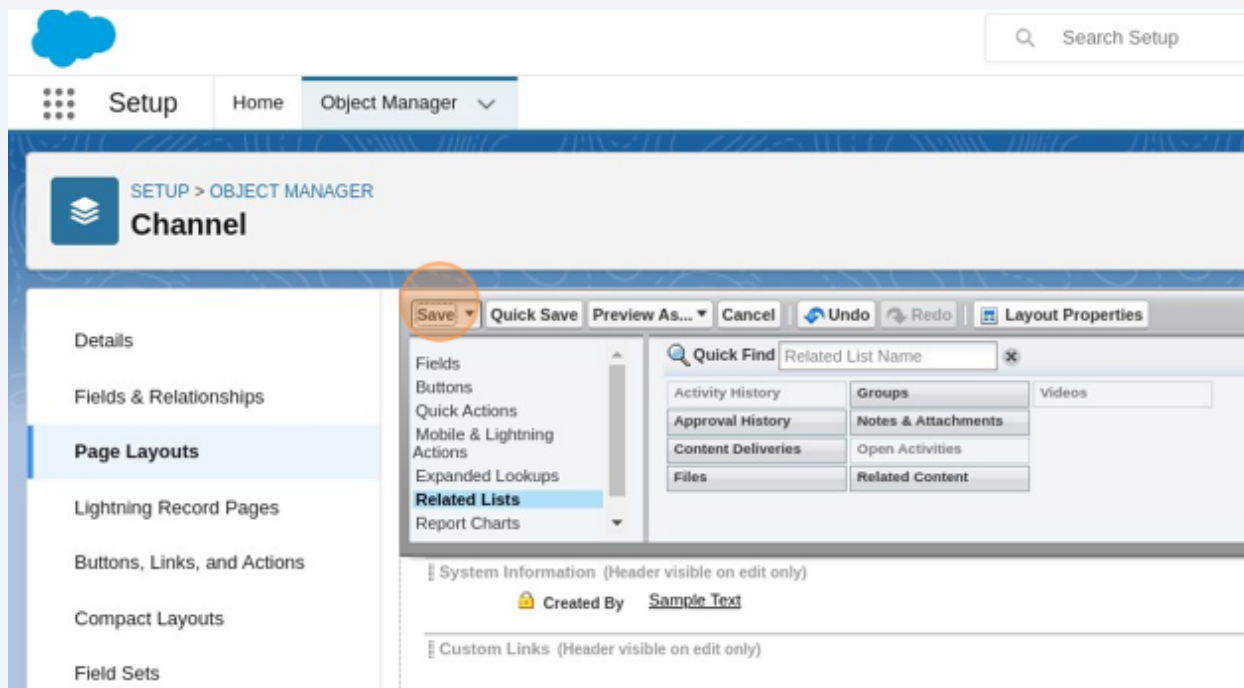 Search Setup
Setup Home Object Manager
SETUP > OBJECT MANAGER
Channel
Details
Fields & Relationships
Page Layouts
Lightning Record Pages
Buttons, Links, and Actions
Compact Layouts
Field Sets
Save Quick Save Preview As... Cancel Undo Redo Layout Properties
Fields
Buttons
Quick Actions
Mobile & Lightning
Actions
Expanded Lookups
Related Lists
Report Charts
Quick Find Related List Name
Activity History Groups Videos
Approval History Notes & Attachments
Content Deliveries Open Activities
Files Related Content
System Information (Header visible on edit only)
Created By Sample Text
Custom Links (Header visible on edit only)